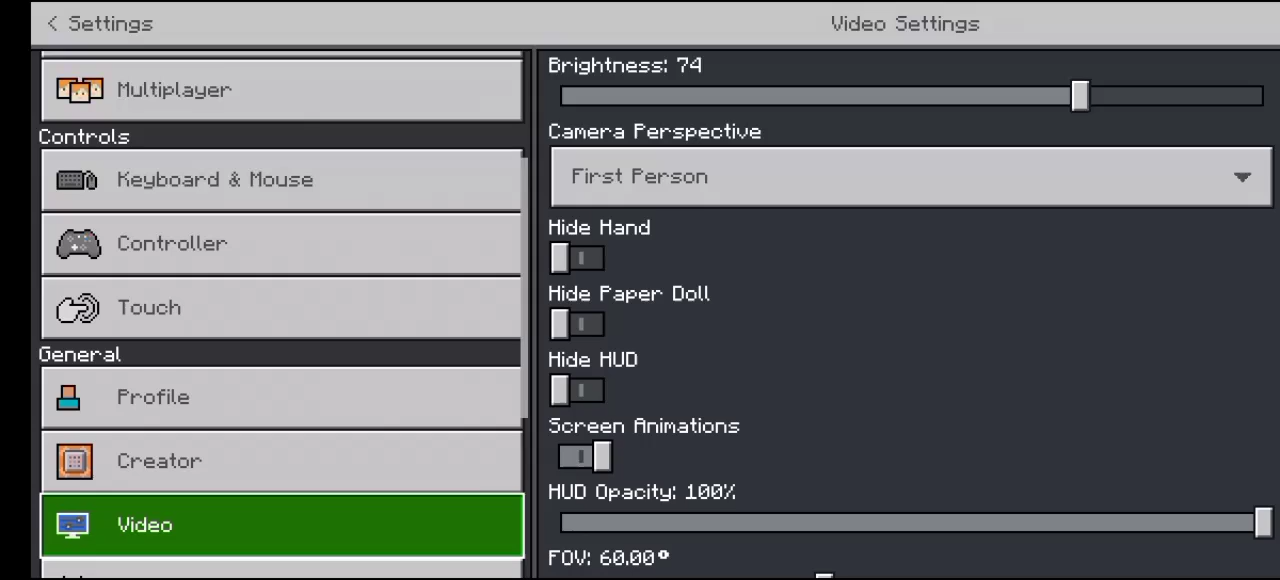 Settings
Video Settings
Multiplayer
Controls
Keyboard & Mouse
Controller
Touch
General
Profile
Creator
Video
Brightness: 74
Camera Perspective
First Person
Hide Hand
Hide Paper Doll
Hide HUD
Screen Animations
HUD Opacity: 100%
FOV: 60.00°